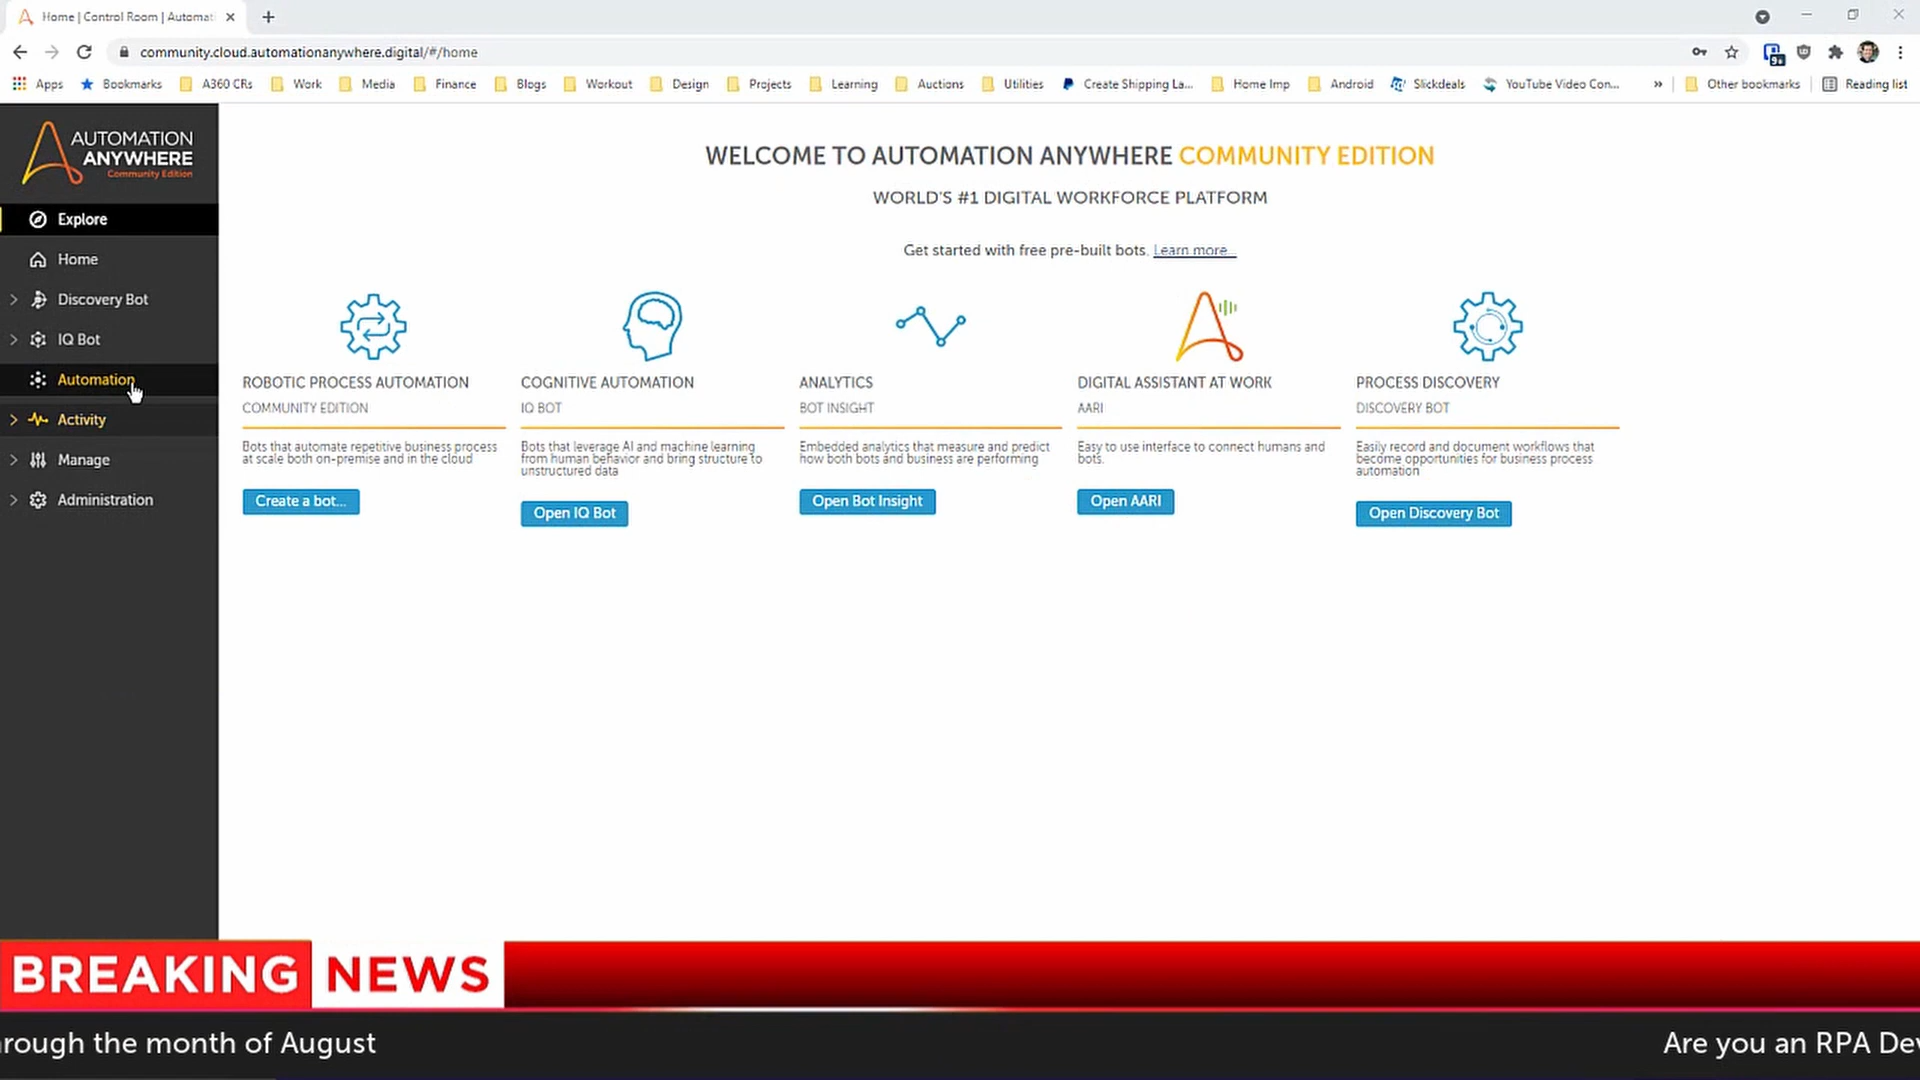 Home | Control Room | Automat
community.cloud.automationanywhere.digital/#/home
9+
Apps
Bookmarks
A360 CRs
Work
Media
Finance
Blogs
Workout
Design
Projects
Learning
Auctions
Utilities
Create Shipping La...
Home Imp
Android
Slickdeals
YouTube Video Con...
»
Other bookmarks
Reading list
AUTOMATION
ANYWHERE
Community Edition
Explore
Home
Discovery Bot
IQ Bot
Automation
Activity
Manage
Administration
WELCOME TO AUTOMATION ANYWHERE COMMUNITY EDITION
WORLD'S #1 DIGITAL WORKFORCE PLATFORM
Get started with free pre-built bots. Learn more...
ROBOTIC PROCESS AUTOMATION
COMMUNITY EDITION
Bots that automate repetitive business process
at scale both on-premise and in the cloud
Create a bot...
COGNITIVE AUTOMATION
IQ BOT
Bots that leverage AI and machine learning
from human behavior and bring structure to
unstructured data
Open IQ Bot
ANALYTICS
BOT INSIGHT
Embedded analytics that measure and predict
how both bots and business are performing
Open Bot Insight
DIGITAL ASSISTANT AT WORK
AARI
Easy to use interface to connect humans and
bots.
Open AARI
PROCESS DISCOVERY
DISCOVERY BOT
Easily record and document workflows that
become opportunities for business process
automation
Open Discovery Bot
BREAKING NEWS
rough the month of August
Are you an RPA Dev